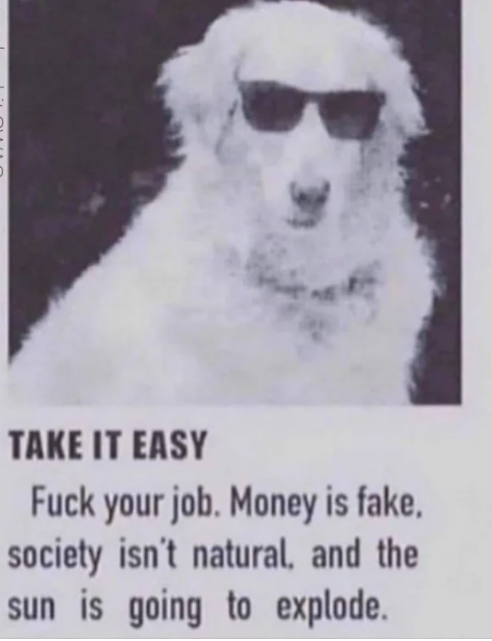 TAKE IT EASY
Fuck your job. Money is fake,
society isn't natural, and the
sun is going to explode.